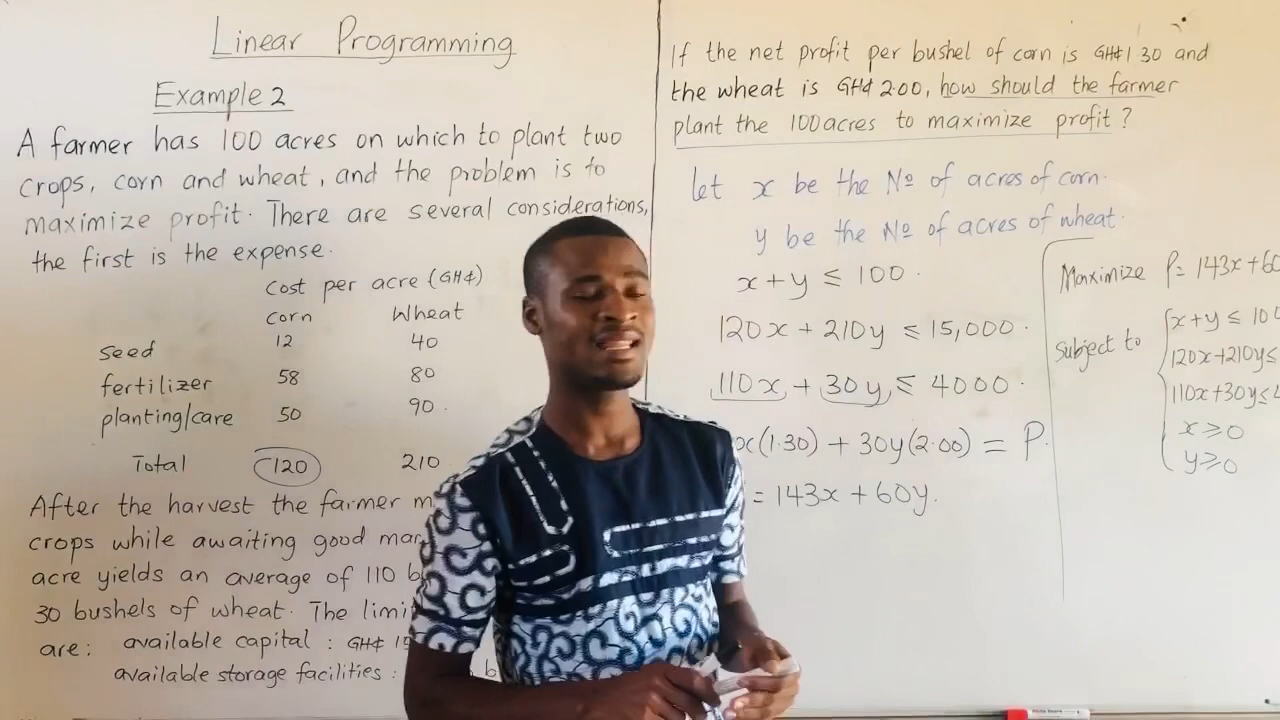 Linear Programming
Example 2
A farmer has 100 acres on which to plant two
crops, corn and wheat, and the problem is to
maximize profit. There are several considerations,
the first is the expense.
Cost per acre (GH¢)
corn Wheat
seed 12 40
fertilizer 58 80
planting/care 50 90.
Total 120 210
After the harvest the farmer
crops while awaiting good
acre yields an average of 110
30 bushels of wheat. The
are: available capital: GH¢
available storage facilities:
If the net profit per bushel of corn is GH¢1.30 and
the wheat is GH¢ 2.00, how should the farmer
plant the 100 acres to maximize profit?
let x be the Nº of acres of corn.
y be the Nº of acres of wheat.
x + y ≤ 100.
120x + 210y ≤ 15,000.
110x + 30y ≤ 4000.
x(1.30) + 30y(2.00) = P.
= 143x + 60y.
Maximize P = 143x +
Subject to
x + y ≤
120x + 210y ≤
110x + 30y ≤
x ≥ 0
y ≥ 0